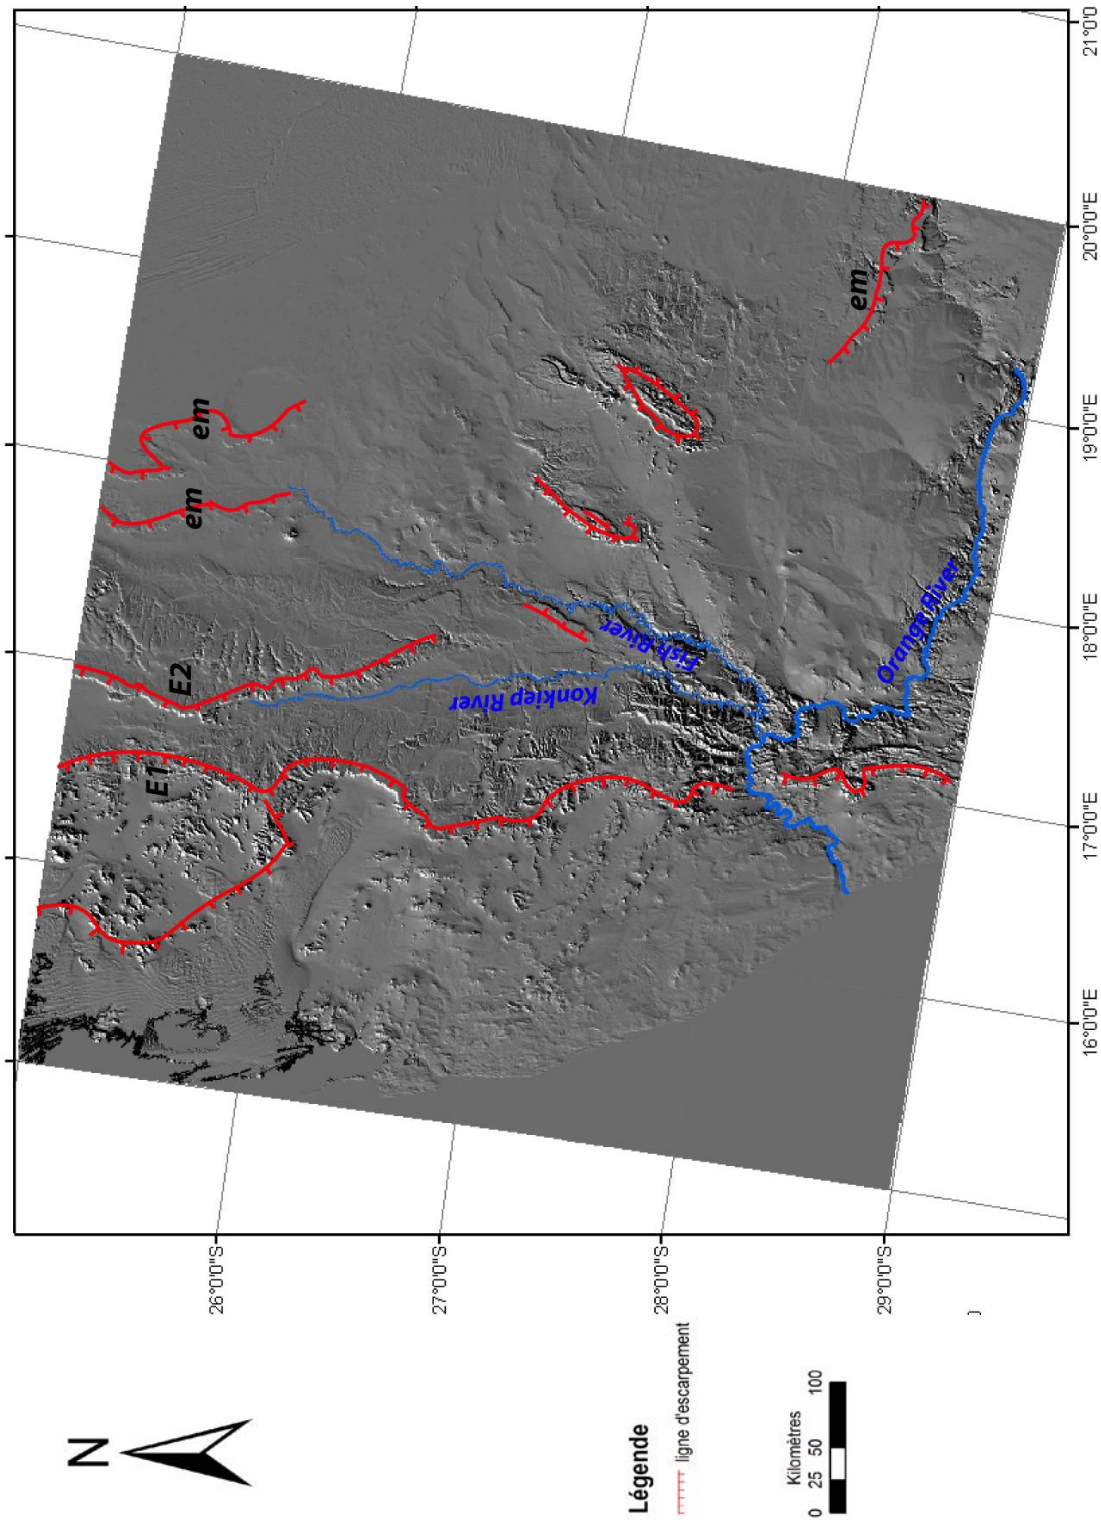 N
Légende
ligne d'escarpement
Kilomètres
0 25 50 100
26°0'0"S
27°0'0"S
28°0'0"S
29°0'0"S
16°0'0"E
17°0'0"E
18°0'0"E
19°0'0"E
20°0'0"E
21°0'0
E1
E2
em
em
em
Konkiep River
Fish River
Orange River